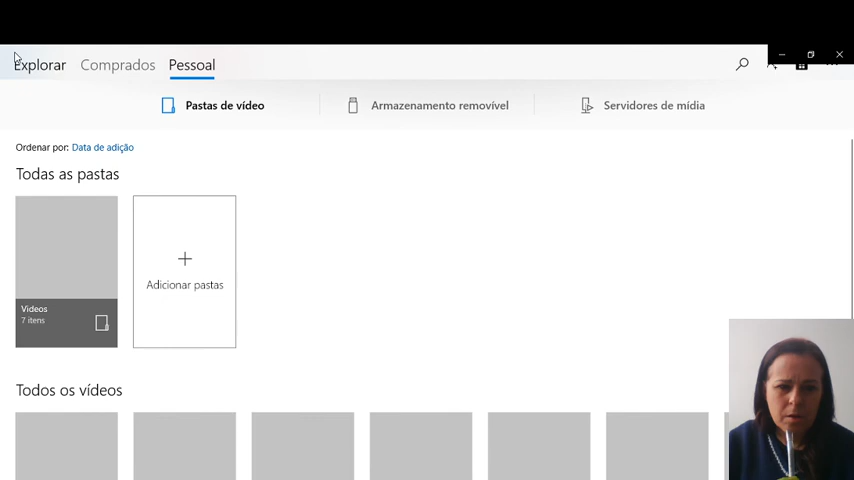 Explorar
Comprados
Pessoal
Pastas de vídeo
Armazenamento removível
Servidores de mídia
Ordenar por: Data de adição
Todas as pastas
Videos
7 itens
Adicionar pastas
Todos os vídeos